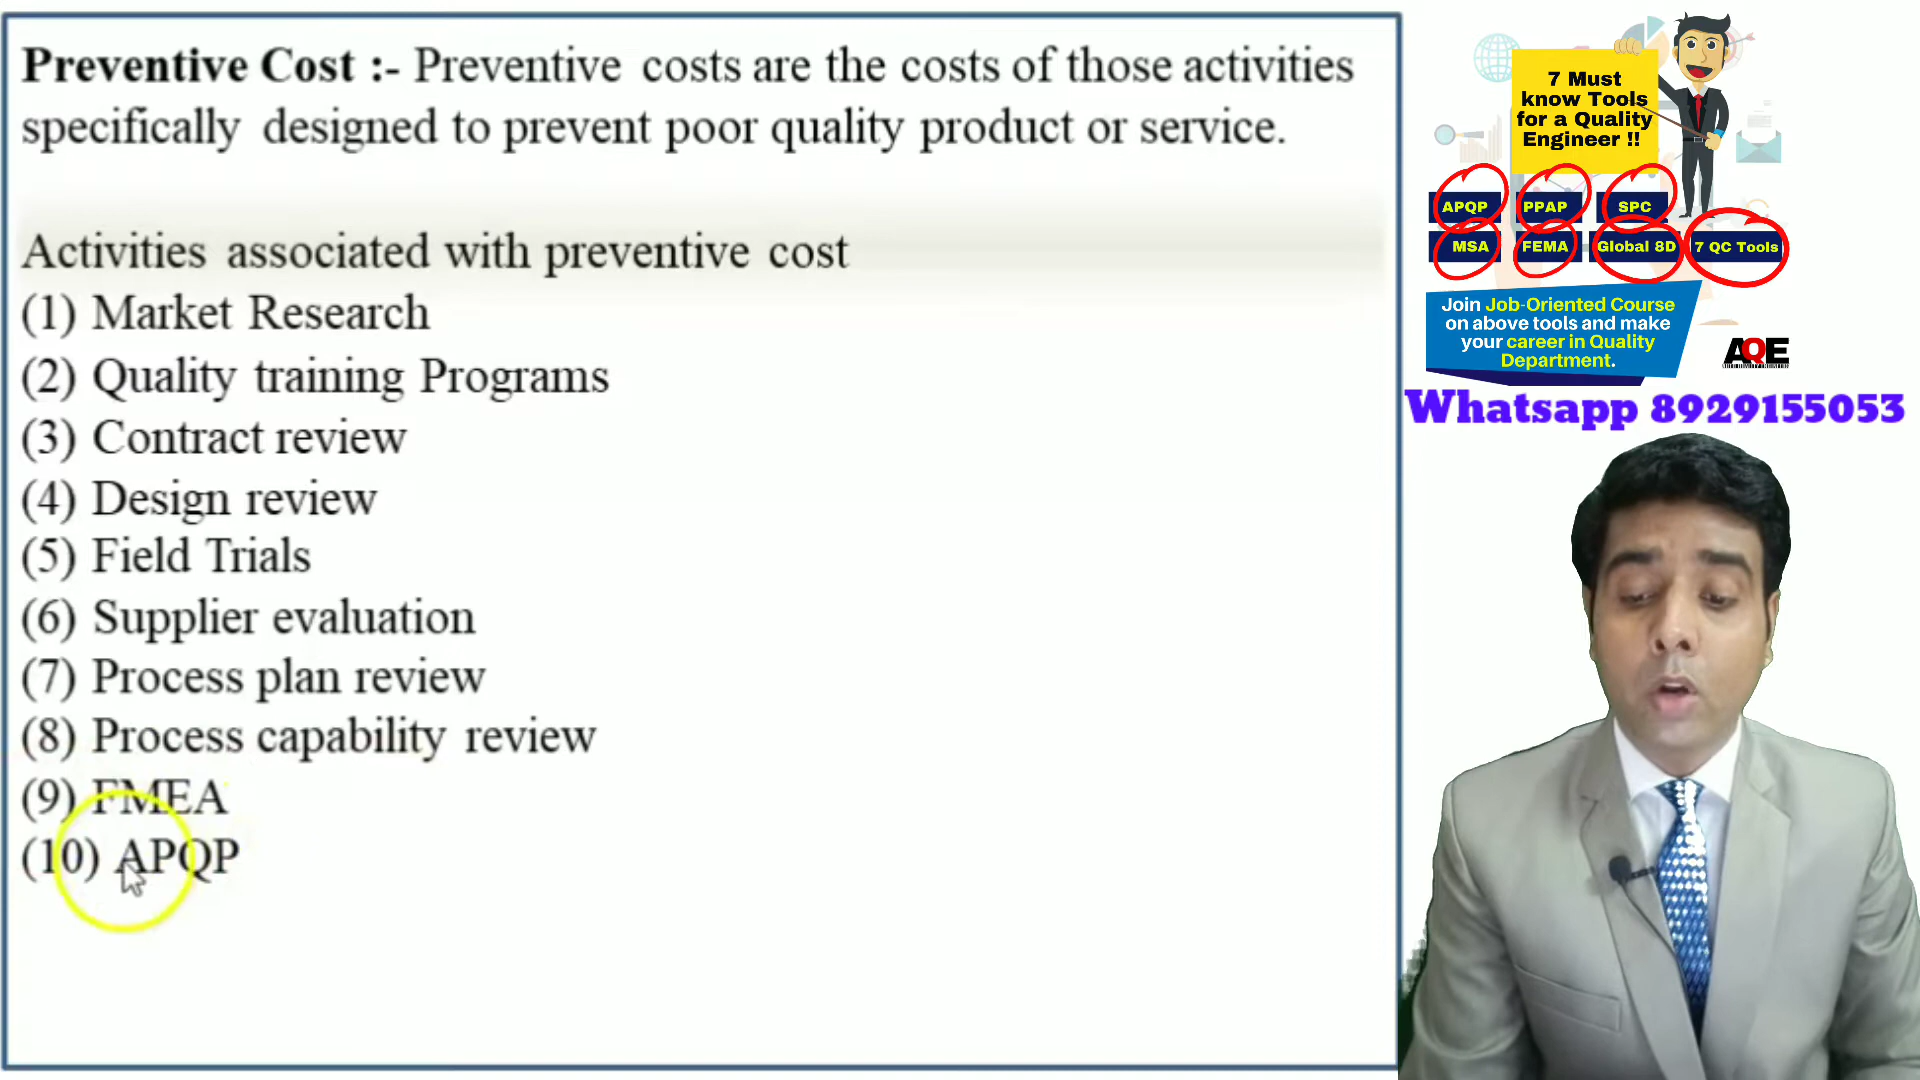 Preventive Cost :- Preventive costs are the costs of those activities
specifically designed to prevent poor quality product or service.
Activities associated with preventive cost
(1) Market Research
(2) Quality training Programs
(3) Contract review
(4) Design review
(5) Field Trials
(6) Supplier evaluation
(7) Process plan review
(8) Process capability review
(9) FMEA
(10) APQP
7 Must
know Tools
for a Quality
Engineer !!
APQP PPAP SPC
MSA FEMA Global 8D 7 QC Tools
Join Job-Oriented Course
on above tools and make
your career in Quality
Department.
AQE
Whatsapp 8929155053